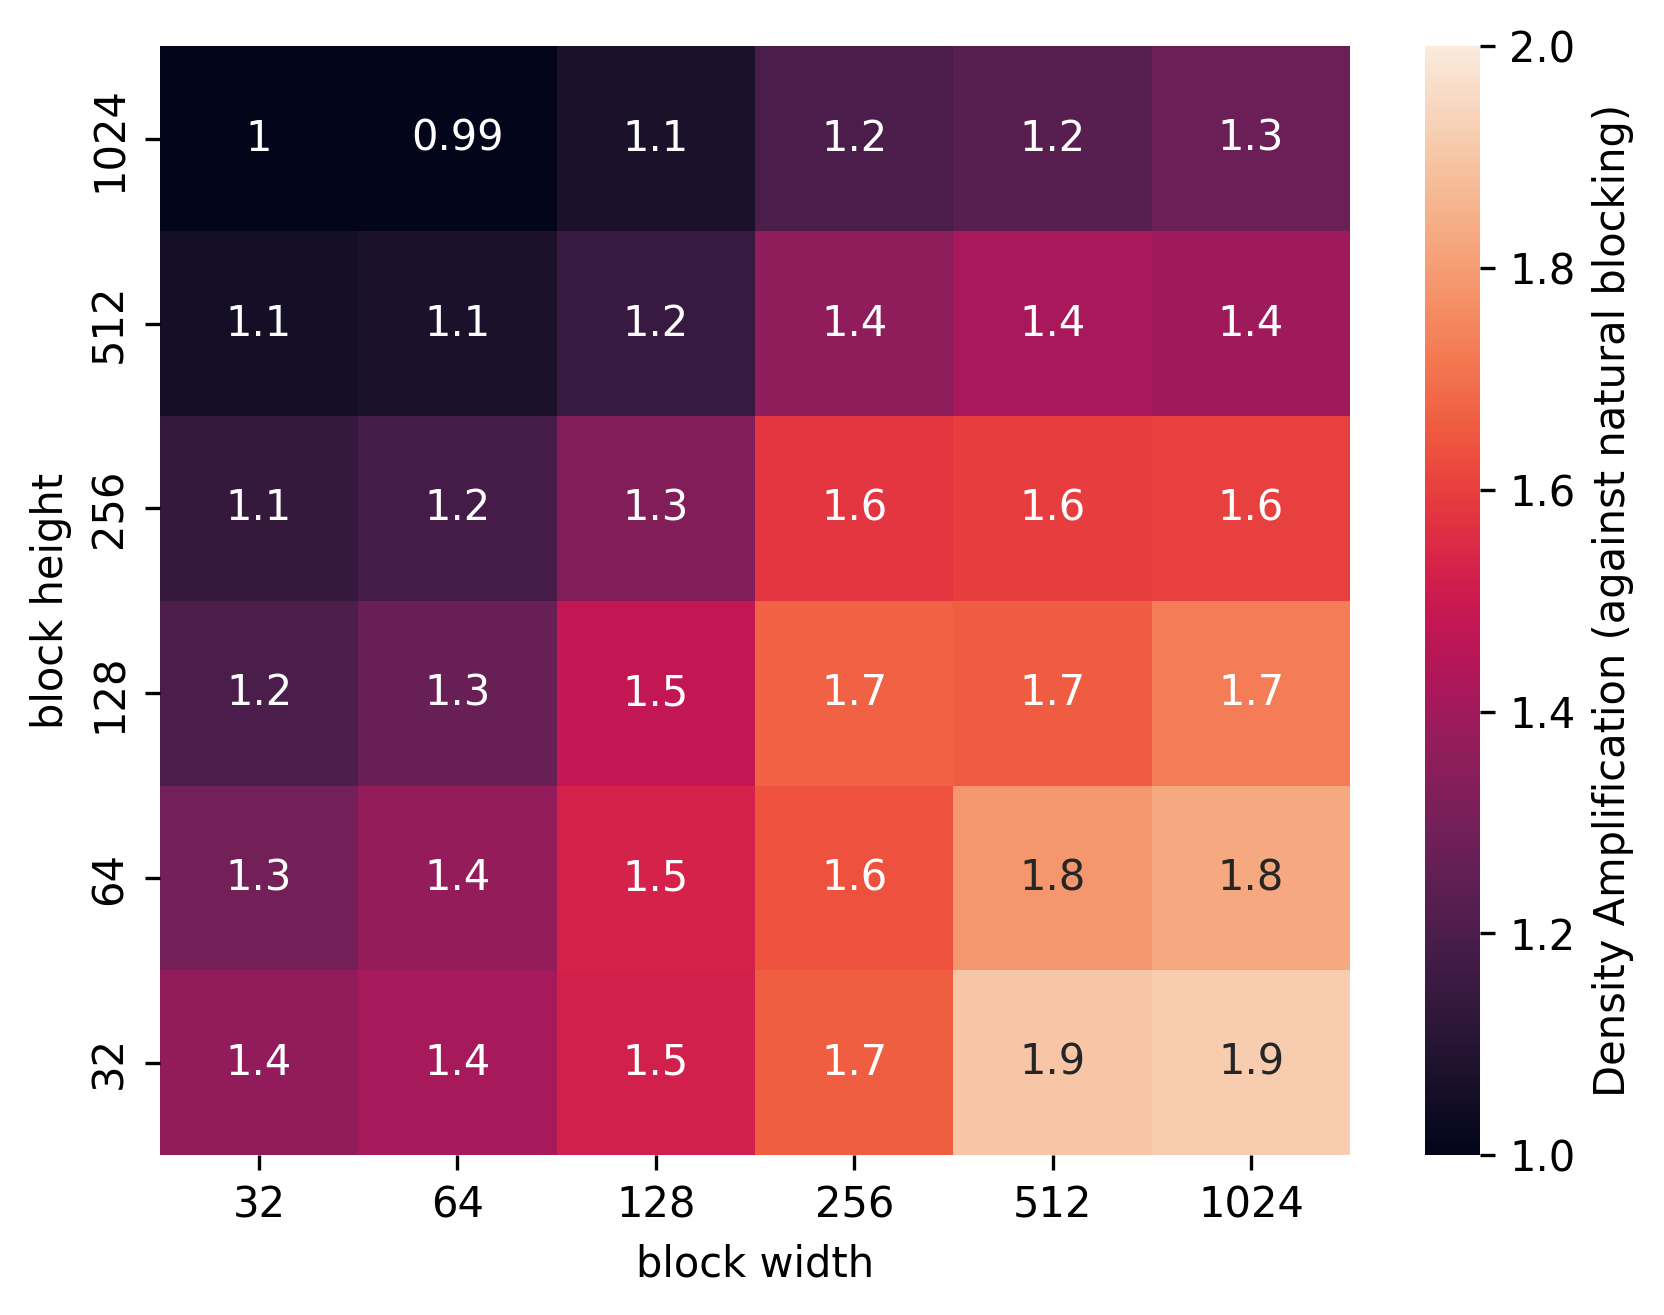 1024 1 0.99 1.1 1.2 1.2 1.3
512 1.1 1.1 1.2 1.4 1.4 1.4
256 1.1 1.2 1.3 1.6 1.6 1.6
128 1.2 1.3 1.5 1.7 1.7 1.7
64 1.3 1.4 1.5 1.6 1.8 1.8
32 1.4 1.4 1.5 1.7 1.9 1.9
32 64 128 256 512 1024
block width
block height
2.0
1.8
1.6
1.4
1.2
1.0
Density Amplification (against natural blocking)